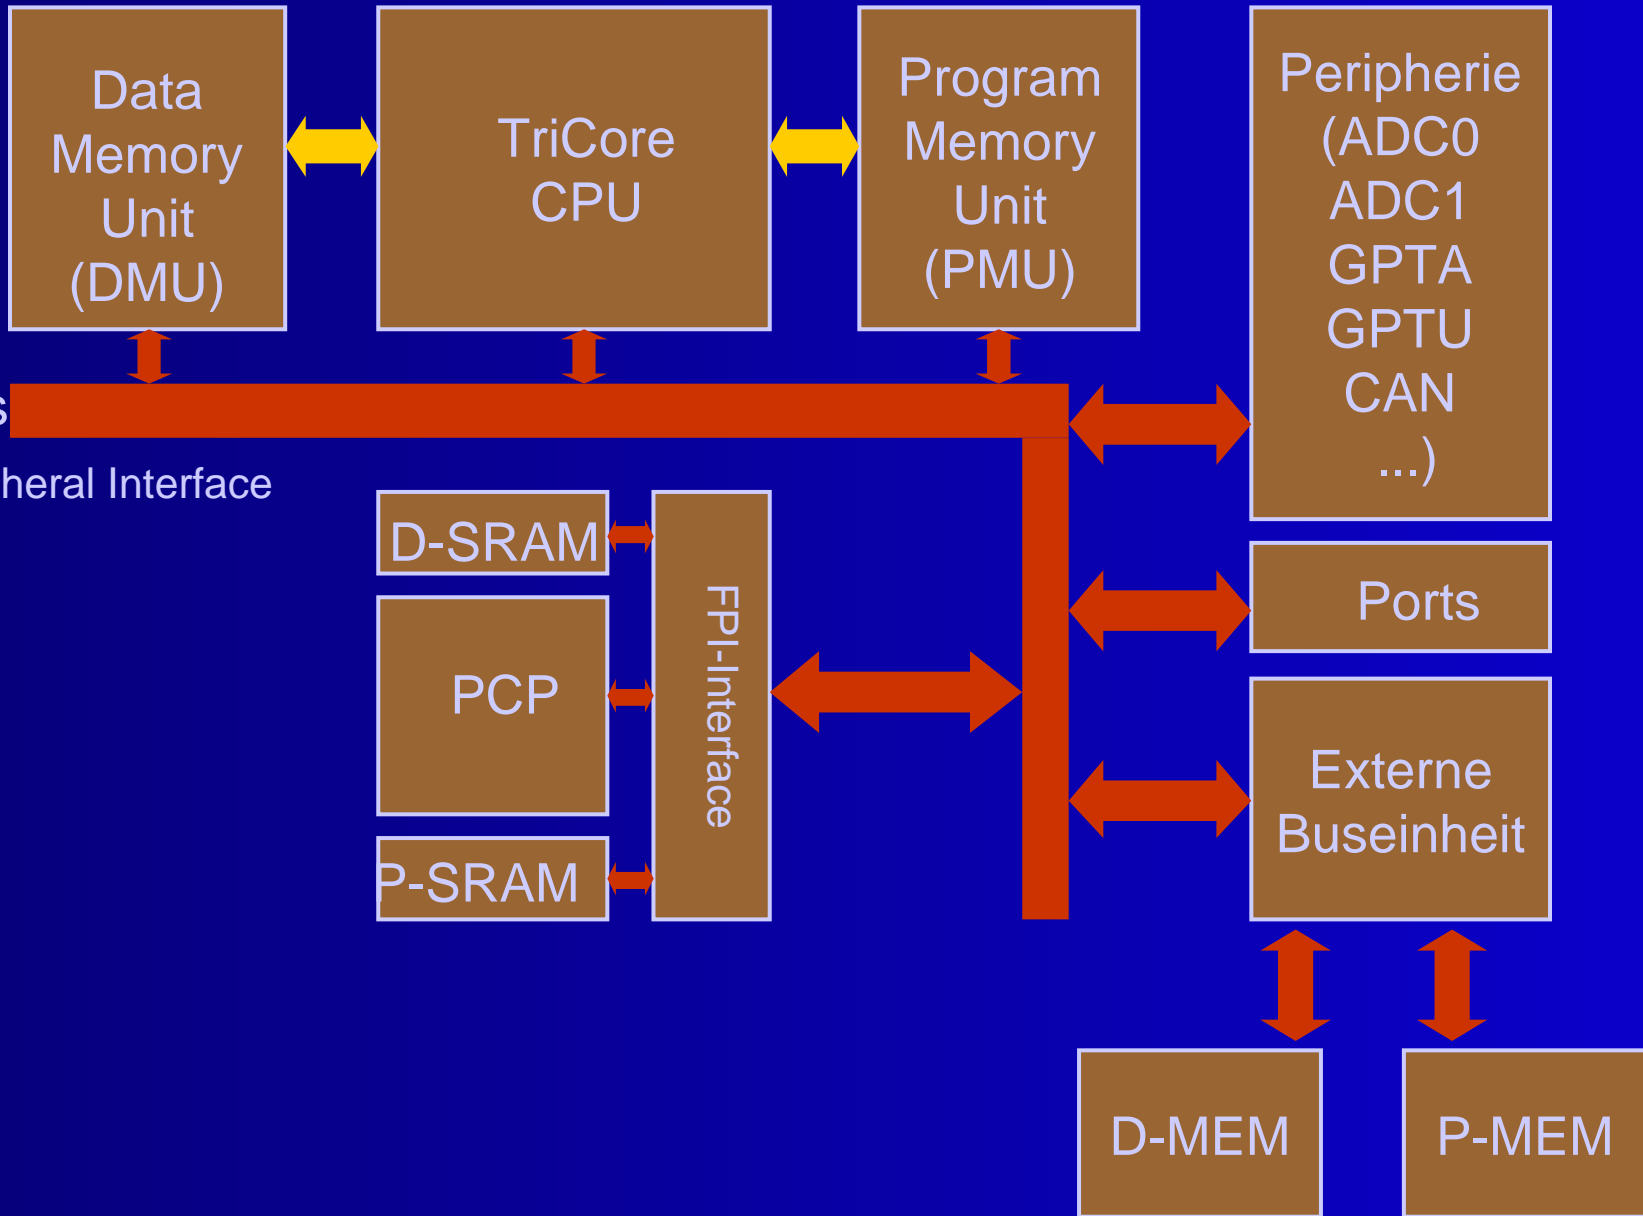 Data
Memory
Unit
(DMU)
TriCore
CPU
Program
Memory
Unit
(PMU)
Peripherie
(ADC0
ADC1
GPTA
GPTU
CAN
...)
s
heral Interface
D-SRAM
PCP
P-SRAM
FPI-Interface
Ports
Externe
Buseinheit
D-MEM
P-MEM